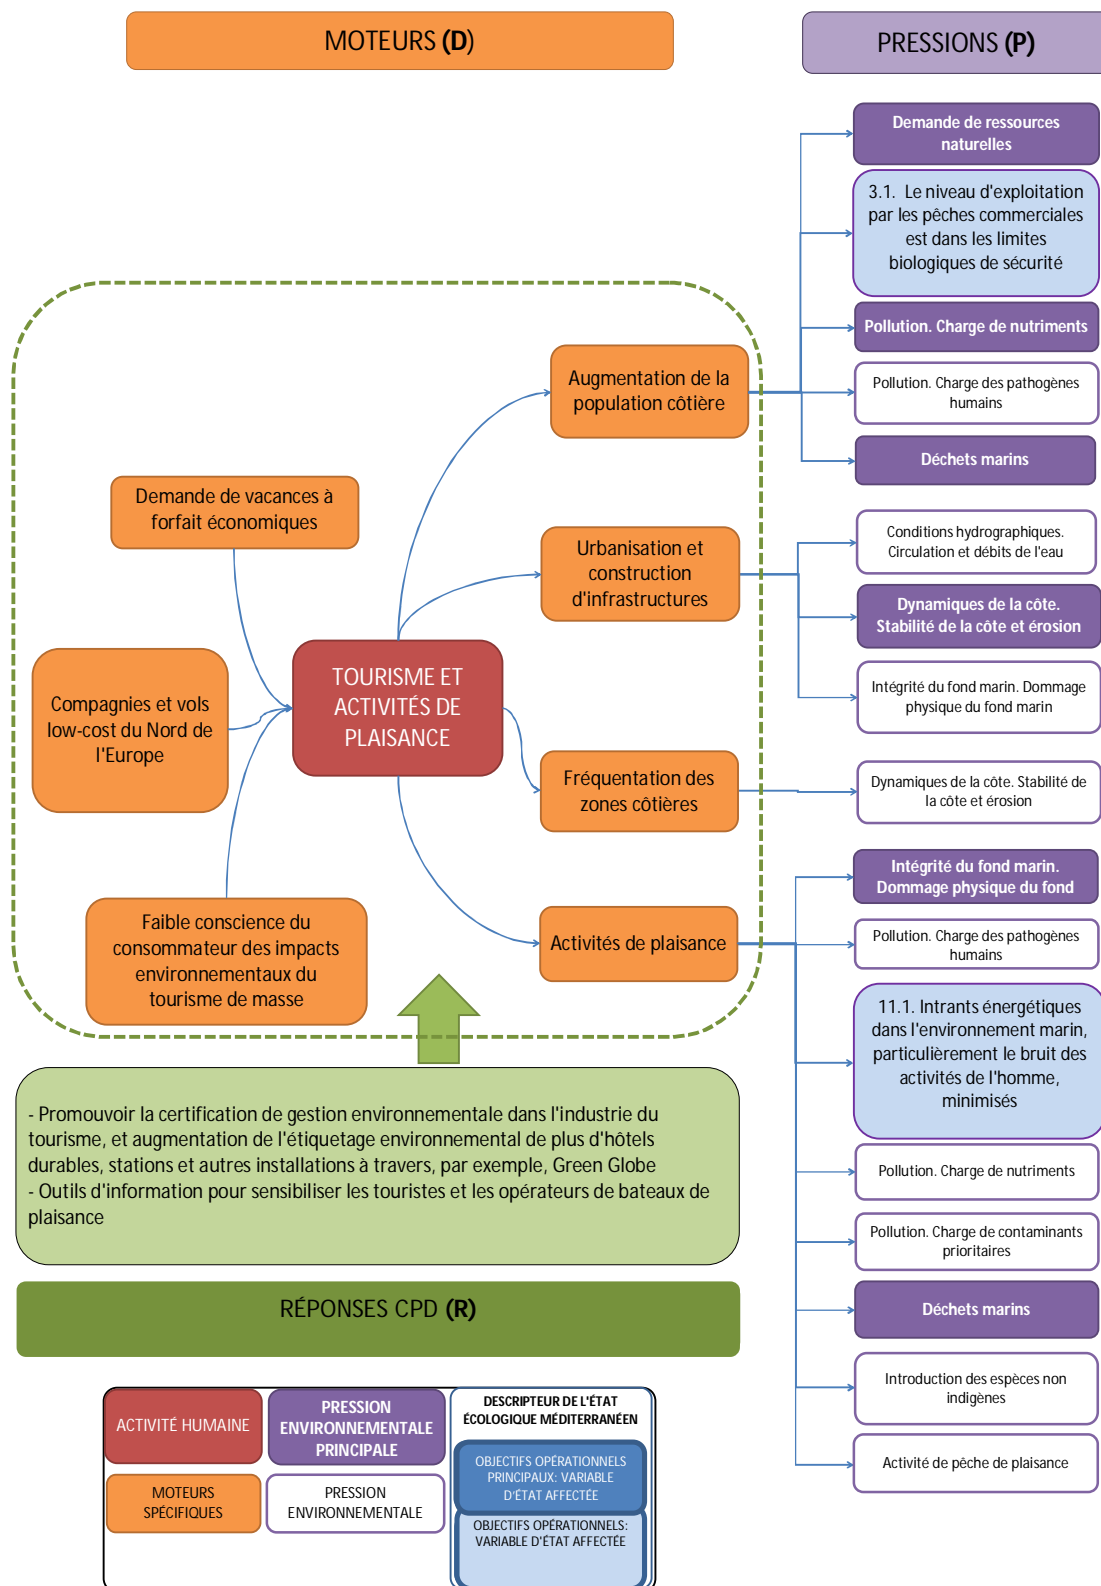 MOTEURS (D)
PRESSIONS (P)
Demande de ressources
naturelles
3.1. Le niveau d'exploitation
par les pêches commerciales
est dans les limites
biologiques de sécurité
Pollution. Charge de nutriments
Augmentation de la
population côtière
Pollution. Charge des pathogènes
humains
Déchets marins
Demande de vacances à
forfait économiques
Urbanisation et
construction
d'infrastructures
Conditions hydrographiques.
Circulation et débits de l'eau
Dynamiques de la côte.
Stabilité de la côte et érosion
Intégrité du fond marin. Dommage
physique du fond marin
Compagnies et vols
low-cost du Nord de
l'Europe
TOURISME ET
ACTIVITÉS DE
PLAISANCE
Fréquentation des
zones côtières
Dynamiques de la côte. Stabilité de
la côte et érosion
Faible conscience du
consommateur des impacts
environnementaux du
tourisme de masse
Activités de plaisance
Intégrité du fond marin.
Dommage physique du fond
Pollution. Charge des pathogènes
humains
11.1. Intrants énergétiques
dans l'environnement marin,
particulièrement le bruit des
activités de l'homme,
minimisés
Pollution. Charge de nutriments
Pollution. Charge de contaminants
prioritaires
Déchets marins
Introduction des espèces non
indigènes
Activité de pêche de plaisance
- Promouvoir la certification de gestion environnementale dans l'industrie du
tourisme, et augmentation de l'étiquetage environnemental de plus d'hôtels
durables, stations et autres installations à travers, par exemple, Green Globe
- Outils d'information pour sensibiliser les touristes et les opérateurs de bateaux de
plaisance
RÉPONSES CPD (R)
ACTIVITÉ HUMAINE
PRESSION
ENVIRONMENTALE
PRINCIPALE
DESCRIPTEUR DE L'ÉTAT
ÉCOLOGIQUE MÉDITERRANÉEN
OBJECTIFS OPÉRATIONNELS
PRINCIPAUX: VARIABLE
D'ÉTAT AFFECTÉE
MOTEURS
SPÉCIFIQUES
PRESSION
ENVIRONMENTALE
OBJECTIFS OPÉRATIONNELS:
VARIABLE D'ÉTAT AFFECTÉE